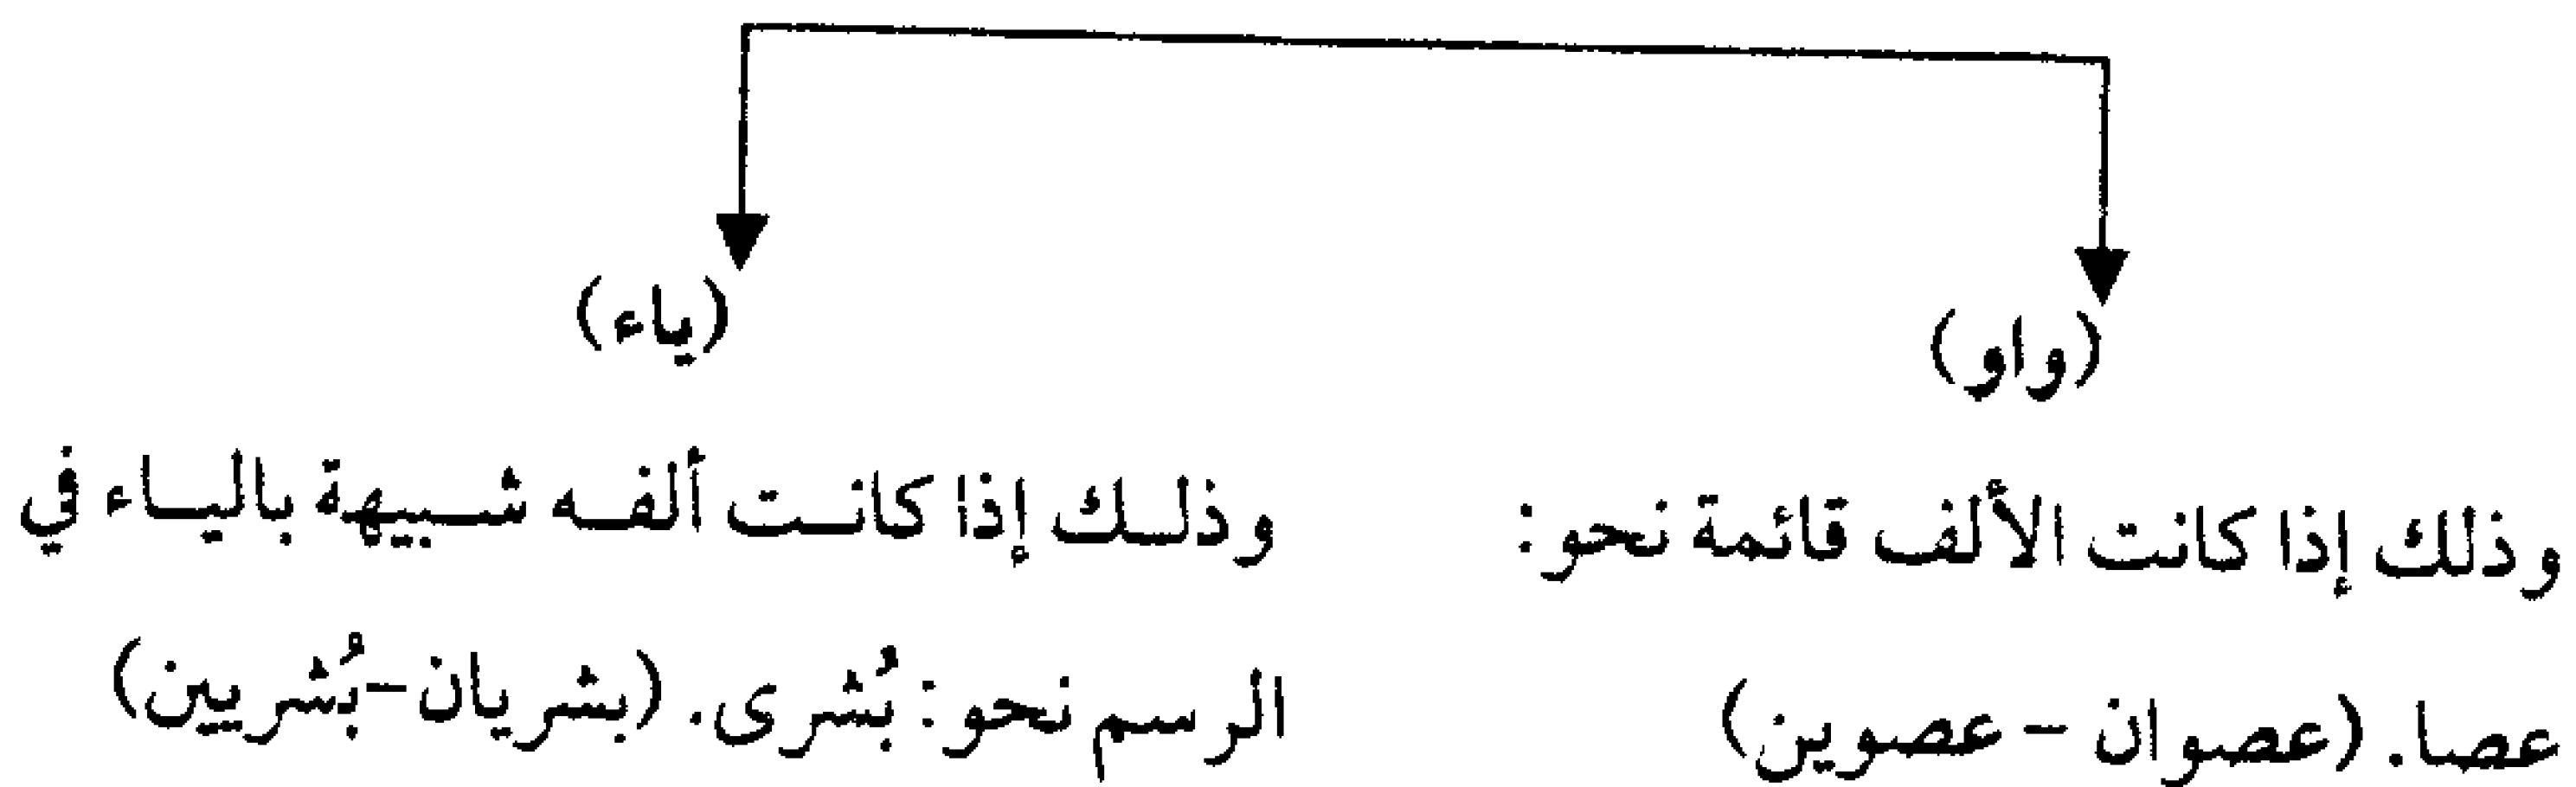 (واو)
وذلك إذا كانت الألف قائمة نحو:
عصا. (عصوان - عصوين)
(ياء)
وذلك إذا كانت ألفه شبيهة بالياء في
الرسم نحو: بُشرى. (بشريان-بُشريين)